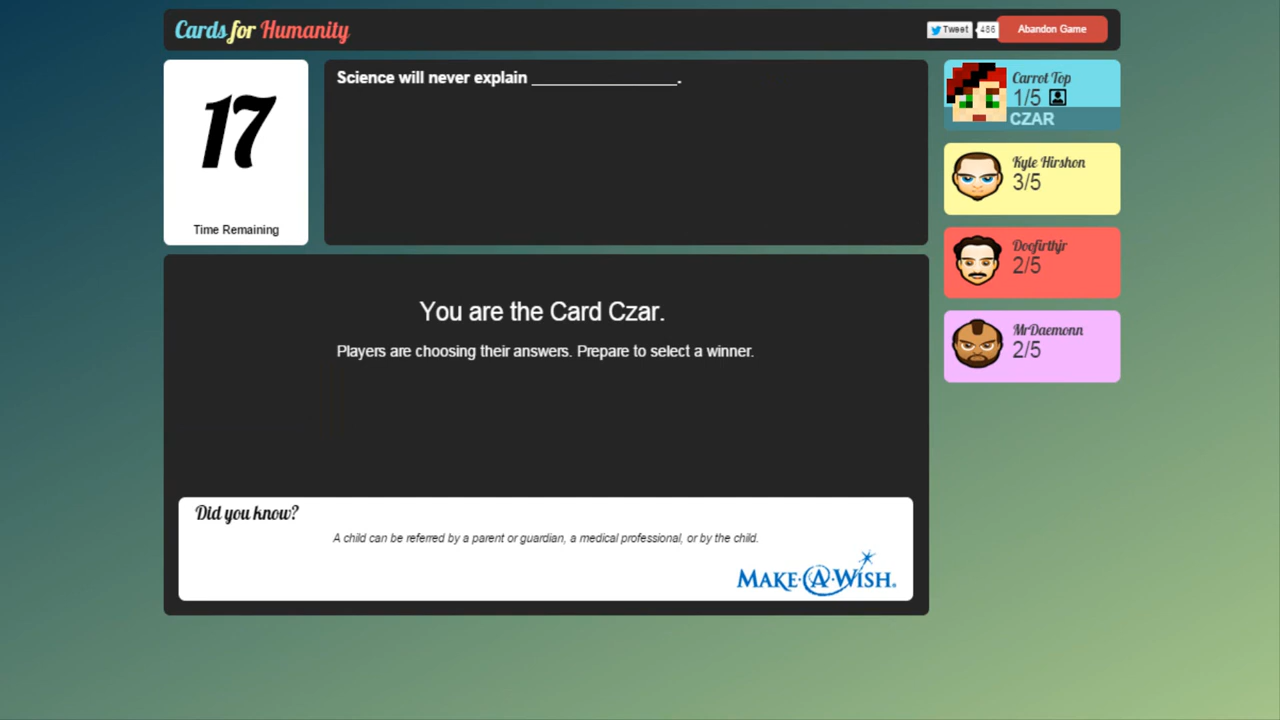 Cards for Humanity
Tweet
486
Abandon Game
17
Time Remaining
Science will never explain _________________.
Carrot Top
1/5
CZAR
Kyle Hirshon
3/5
Doofirthjr
2/5
MrDaemonn
2/5
You are the Card Czar.
Players are choosing their answers. Prepare to select a winner.
Did you know?
A child can be referred by a parent or guardian, a medical professional, or by the child.
MAKE·A·WISH.